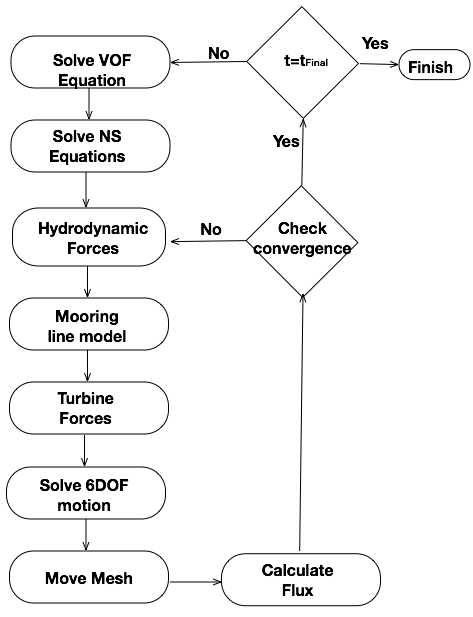 No
Yes
Solve VOF
Equation
t=tFinal
Finish
Solve NS
Equations
Yes
Hydrodynamic
Forces
No
Check
convergence
Mooring
line model
Turbine
Forces
Solve 6DOF
motion
Move Mesh
Calculate
Flux